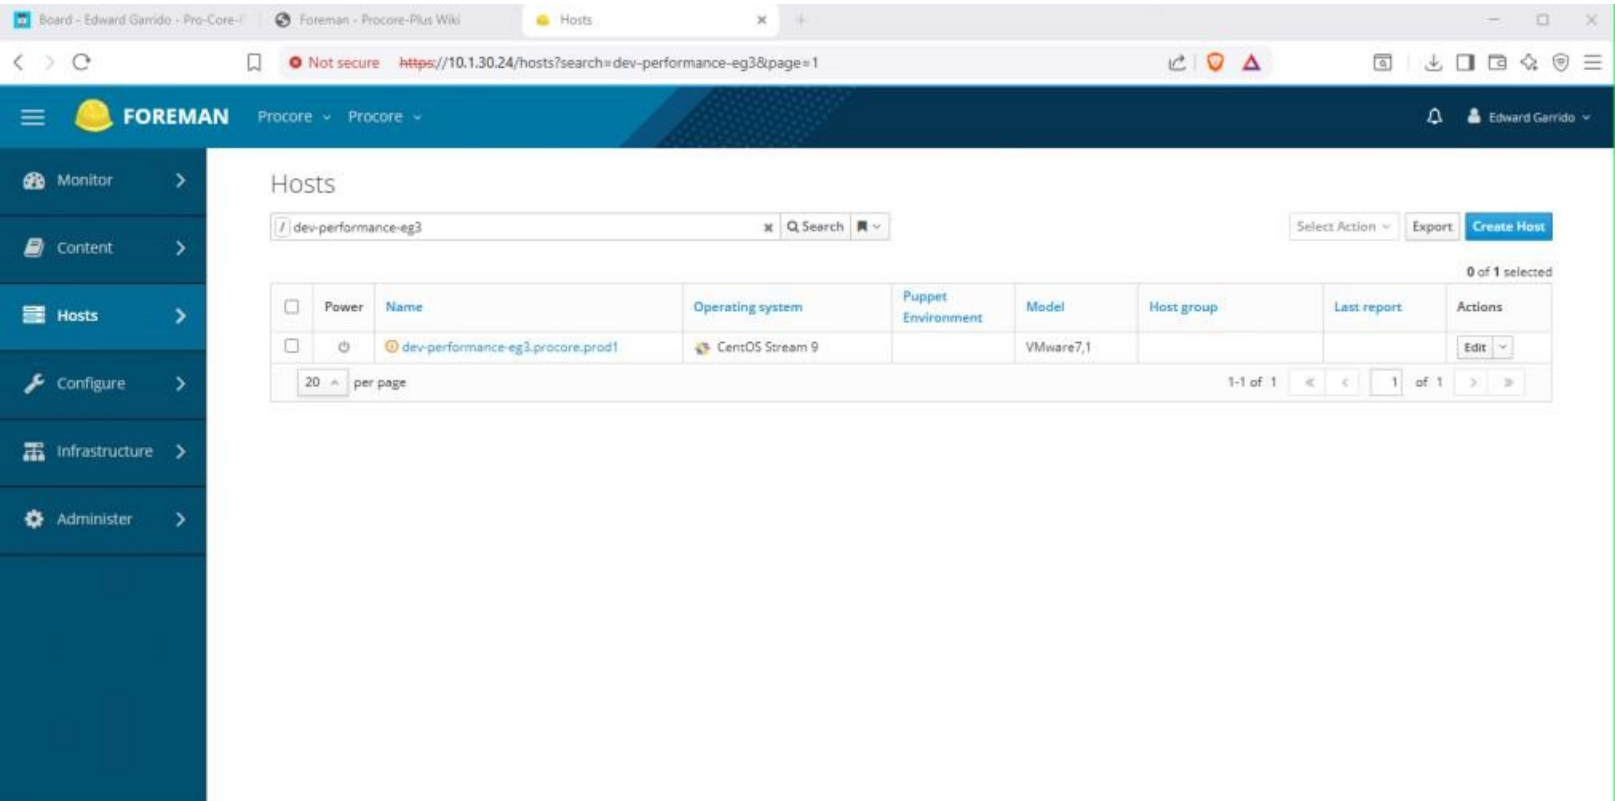 Board - Edward Garrido - Pro-Core-
Foreman - Procore-Plus Wiki
Hosts
Not secure https://10.1.30.24/hosts?search=dev-performance-eg3&page=1
FOREMAN Procore Procore
Edward Garrido
Monitor
Content
Hosts
Configure
Infrastructure
Administer
Hosts
/ dev-performance-eg3
Search
Select Action
Export
Create Host
0 of 1 selected
Power Name Operating system Puppet Environment Model Host group Last report Actions
dev-performance-eg3.procore.prod1 CentOS Stream 9 VMware7,1 Edit
20 per page 1-1 of 1 1 of 1